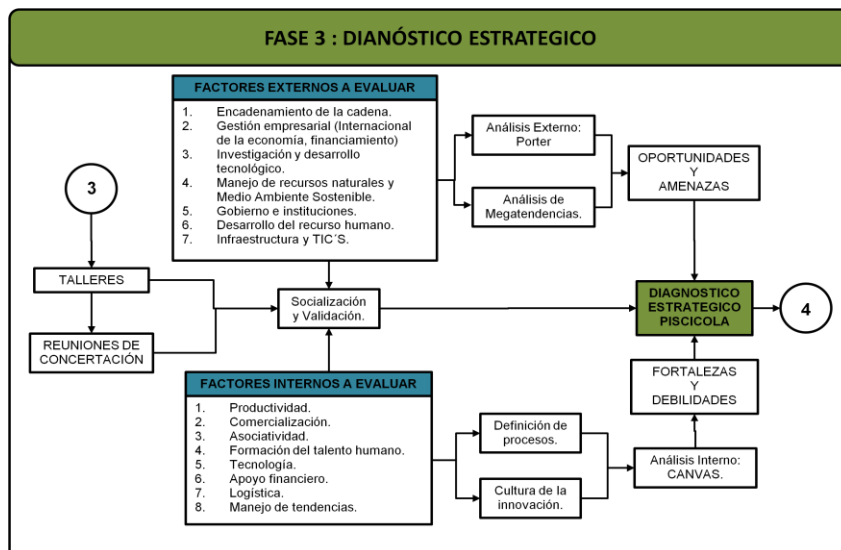 FASE 3 : DIANÓSTICO ESTRATEGICO
FACTORES EXTERNOS A EVALUAR
1. Encadenamiento de la cadena.
2. Gestión empresarial (Internacional
de la economía, financiamiento)
3. Investigación y desarrollo
tecnológico.
4. Manejo de recursos naturales y
Medio Ambiente Sostenible.
5. Gobierno e instituciones.
6. Desarrollo del recurso humano.
7. Infraestructura y TIC´S.
Análisis Externo:
Porter
Análisis de
Megatendencias.
OPORTUNIDADES
Y
AMENAZAS
3
TALLERES
REUNIONES DE
CONCERTACIÓN
Socialización
y Validación.
DIAGNOSTICO
ESTRATEGICO
PISCICOLA
4
FACTORES INTERNOS A EVALUAR
1. Productividad.
2. Comercialización.
3. Asociatividad.
4. Formación del talento humano.
5. Tecnología.
6. Apoyo financiero.
7. Logística.
8. Manejo de tendencias.
Definición de
procesos.
Cultura de la
innovación.
FORTALEZAS
Y
DEBILIDADES
Análisis Interno:
CANVAS.